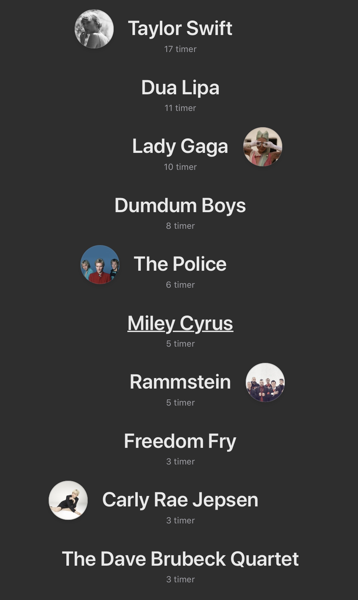 Taylor Swift
17 timer
Dua Lipa
11 timer
Lady Gaga
10 timer
Dumdum Boys
8 timer
The Police
6 timer
Miley Cyrus
5 timer
Rammstein
5 timer
Freedom Fry
3 timer
Carly Rae Jepsen
3 timer
The Dave Brubeck Quartet
3 timer